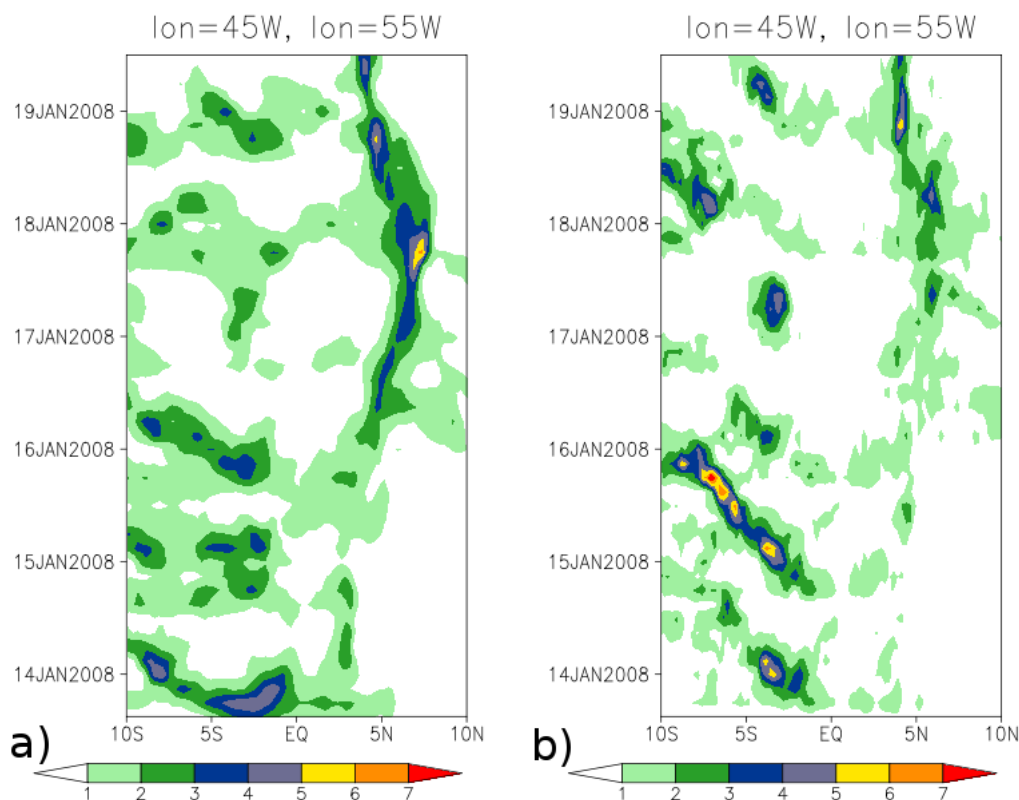 lon=45W, lon=55W
19JAN2008
18JAN2008
17JAN2008
16JAN2008
15JAN2008
14JAN2008
10S 5S EQ 5N 10N
a)
1 2 3 4 5 6 7
lon=45W, lon=55W
19JAN2008
18JAN2008
17JAN2008
16JAN2008
15JAN2008
14JAN2008
10S 5S EQ 5N 10N
b)
1 2 3 4 5 6 7